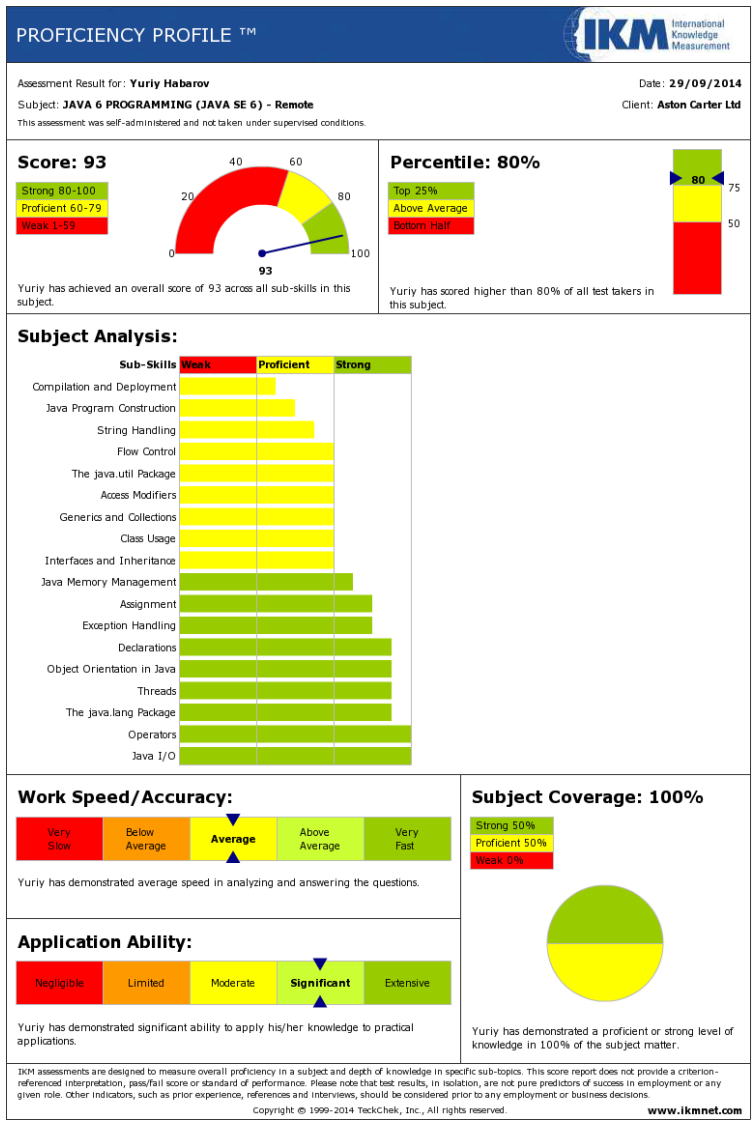 PROFICIENCY PROFILE ™
IKM International
Knowledge
Measurement
Assessment Result for: Yuriy Habarov
Date: 29/09/2014
Subject: JAVA 6 PROGRAMMING (JAVA SE 6) - Remote
Client: Aston Carter Ltd
This assessment was self-administered and not taken under supervised conditions.
Score: 93
Strong 80-100
Proficient 60-79
Weak 1-59
0
20
40
60
80
100
93
Yuriy has achieved an overall score of 93 across all sub-skills in this
subject.
Percentile: 80%
Top 25%
Above Average
Bottom Half
80
75
50
Yuriy has scored higher than 80% of all test takers in
this subject.
Subject Analysis:
Sub-Skills Weak Proficient Strong
Compilation and Deployment
Java Program Construction
String Handling
Flow Control
The java.util Package
Access Modifiers
Generics and Collections
Class Usage
Interfaces and Inheritance
Java Memory Management
Assignment
Exception Handling
Declarations
Object Orientation in Java
Threads
The java.lang Package
Operators
Java I/O
Work Speed/Accuracy:
Very
Slow
Below
Average
Average
Above
Average
Very
Fast
Yuriy has demonstrated average speed in analyzing and answering the questions.
Application Ability:
Negligible Limited Moderate Significant Extensive
Yuriy has demonstrated significant ability to apply his/her knowledge to practical
applications.
Subject Coverage: 100%
Strong 50%
Proficient 50%
Weak 0%
Yuriy has demonstrated a proficient or strong level of
knowledge in 100% of the subject matter.
IKM assessments are designed to measure overall proficiency in a subject and depth of knowledge in specific sub-topics. This score report does not provide a criterion-
referenced interpretation, pass/fail score or standard of performance. Please note that test results, in isolation, are not pure predictors of success in employment or any
given role. Other indicators, such as prior experience, references and interviews, should be considered prior to any employment or business decisions.
Copyright © 1999-2014 TeckChek, Inc., All rights reserved.
www.ikmnet.com